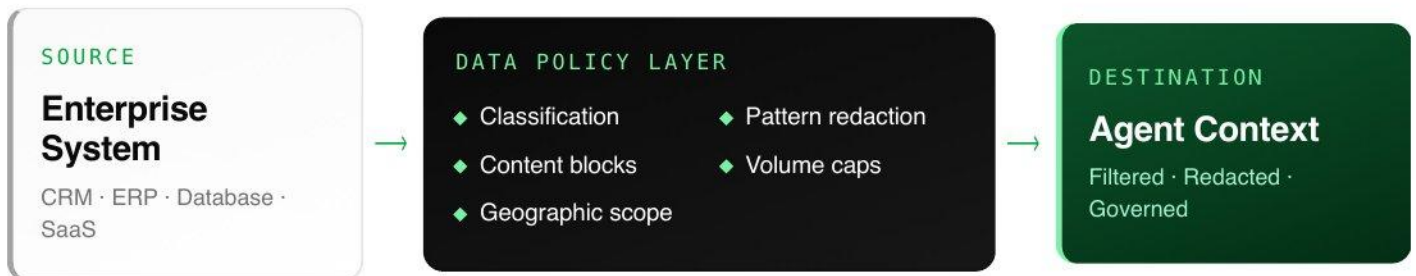 SOURCE
Enterprise
System
CRM · ERP · Database ·
SaaS
→
DATA POLICY LAYER
◆ Classification
◆ Content blocks
◆ Geographic scope
◆ Pattern redaction
◆ Volume caps
→
DESTINATION
Agent Context
Filtered · Redacted ·
Governed